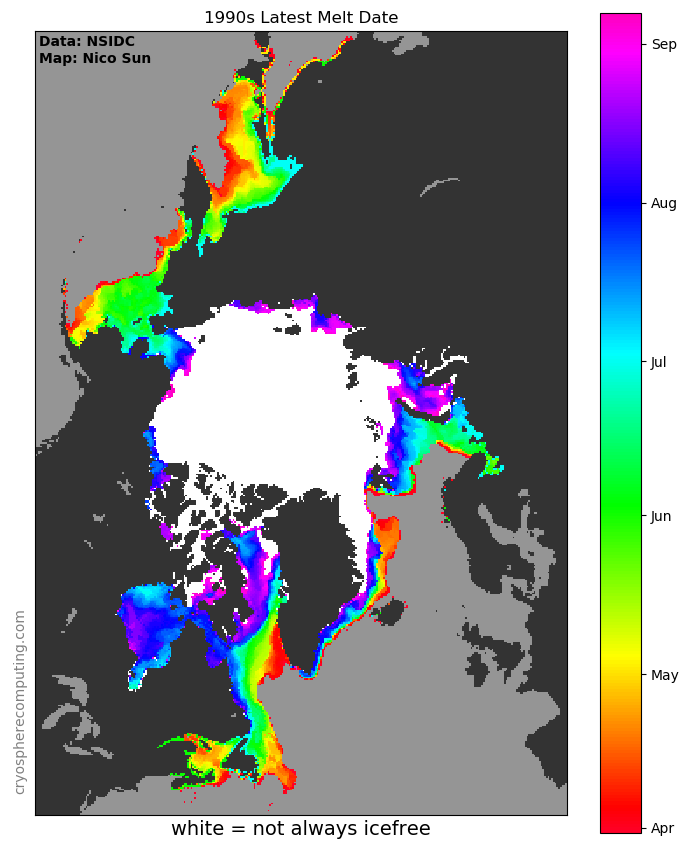 1990s Latest Melt Date
Data: NSIDC
Map: Nico Sun
Sep
Aug
Jul
Jun
May
Apr
cryospherecomputing.com
white = not always icefree